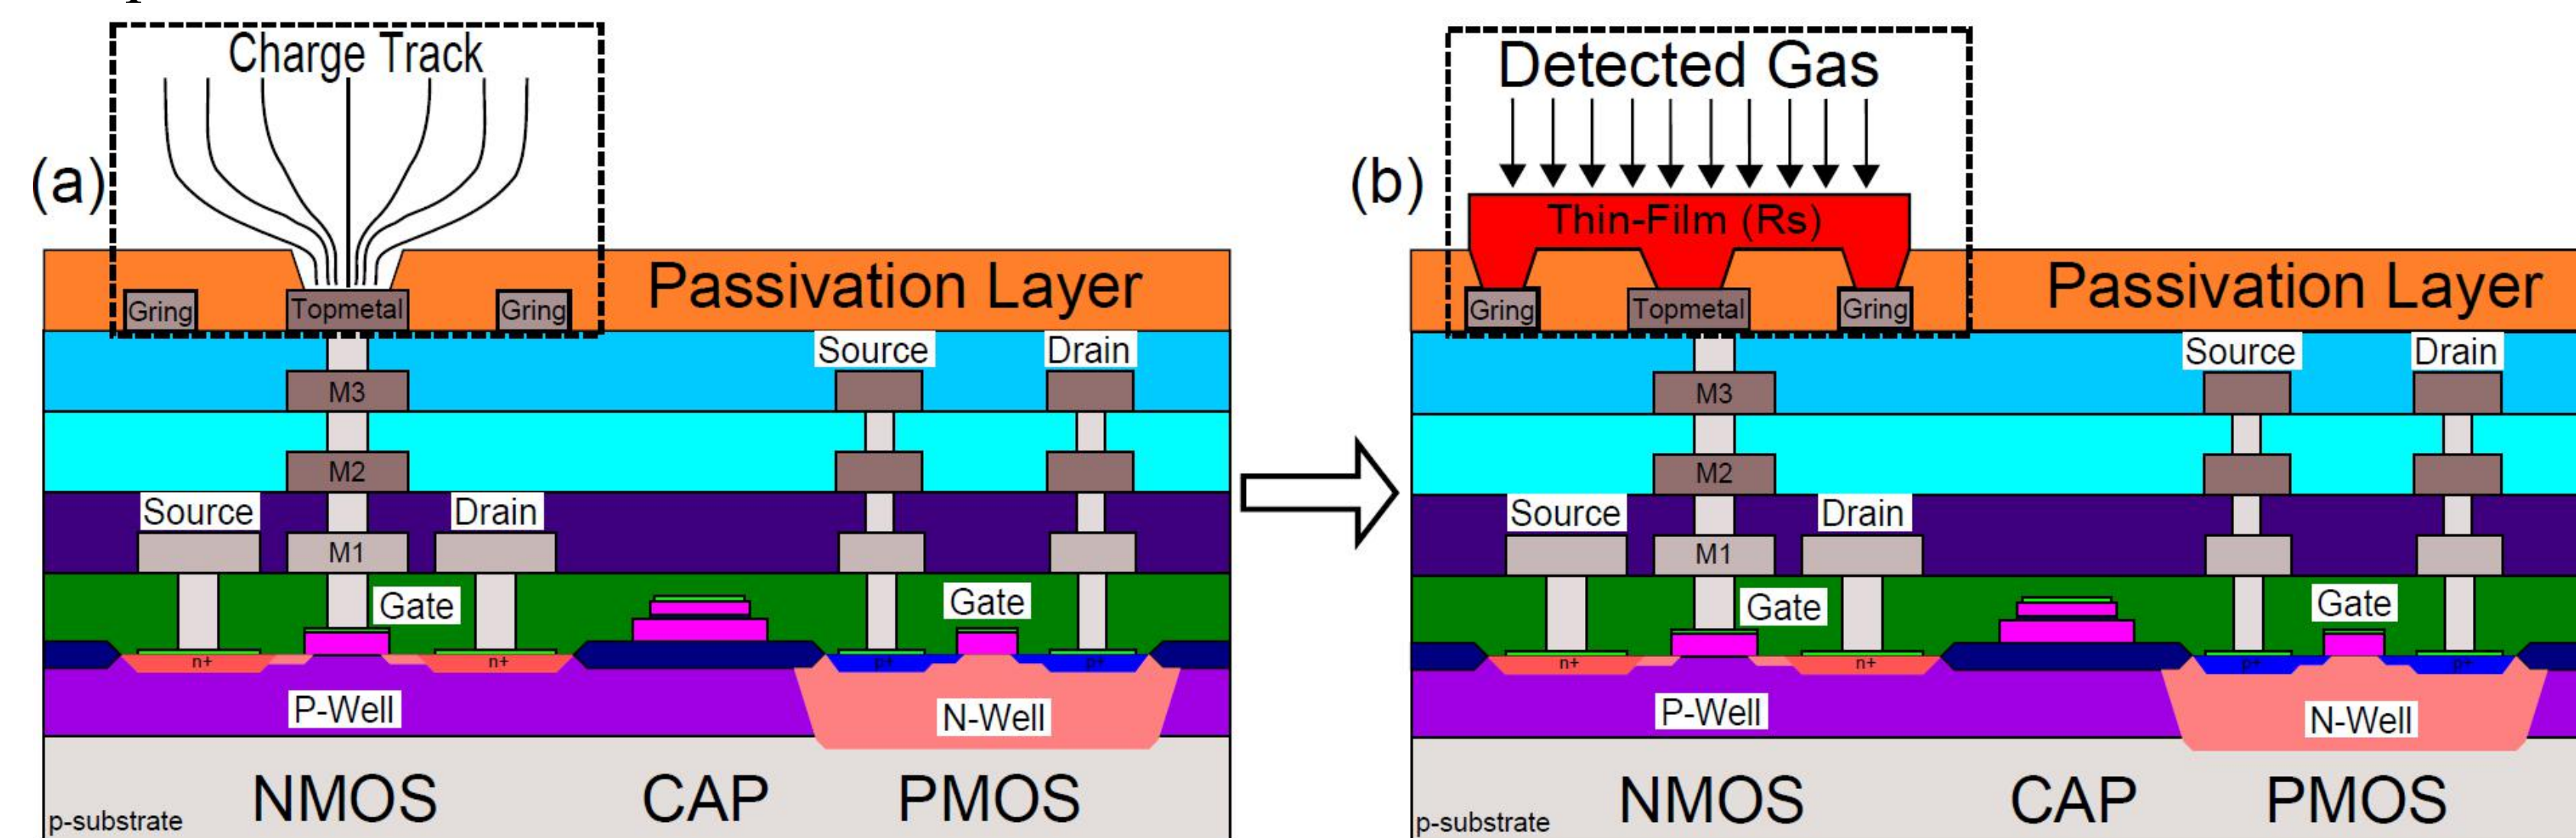 Charge Track
(a)
Gring
Topmetal
Gring
Passivation Layer
Source
Drain
M3
M2
Source
Drain
M1
Gate
Gate
n+
n+
p+
p+
P-Well
N-Well
NMOS
CAP
PMOS
p-substrate
Detected Gas
(b)
Thin-Film (Rs)
Gring
Topmetal
Gring
Passivation Layer
Source
Drain
M3
M2
Source
Drain
M1
Gate
Gate
n+
n+
p+
p+
P-Well
N-Well
NMOS
CAP
PMOS
p-substrate